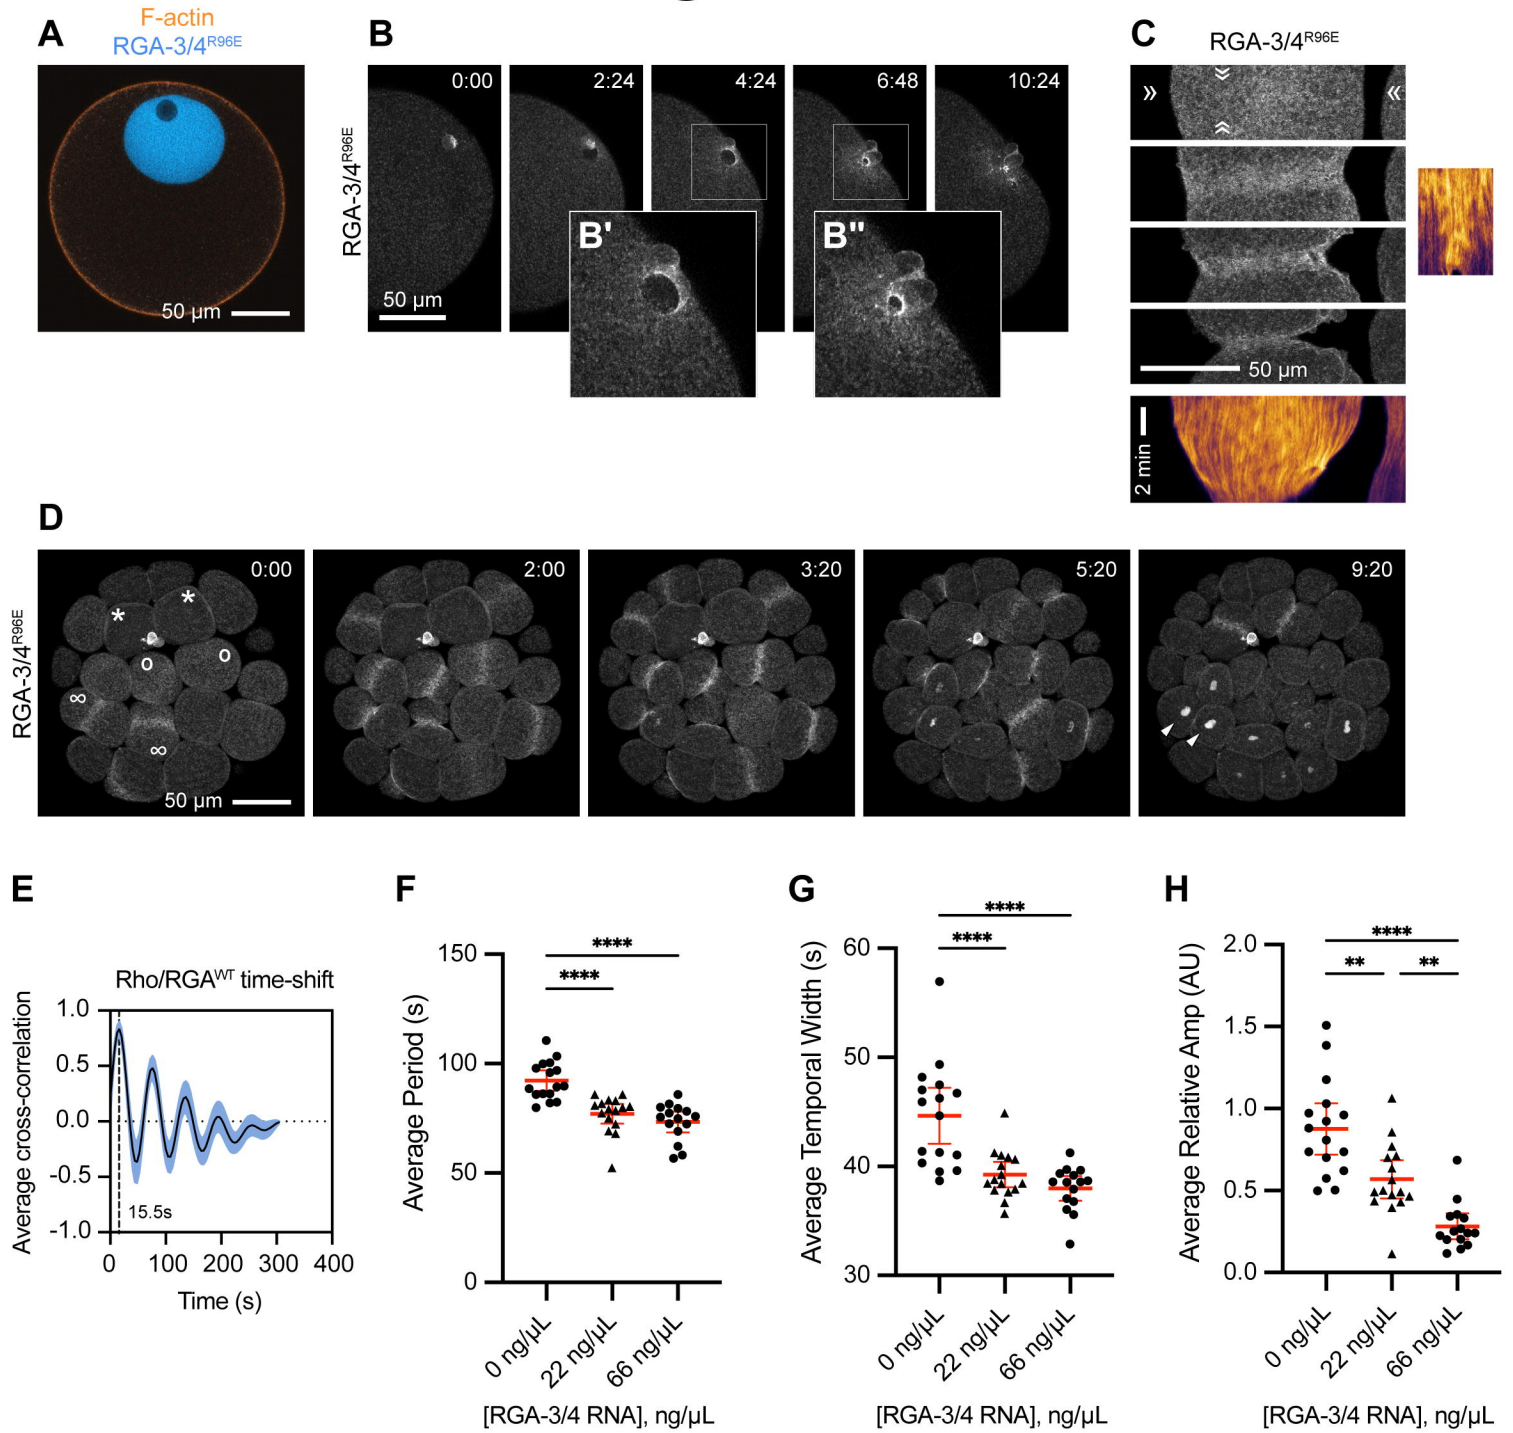 A
F-actin
RGA-3/4R96E
50 µm
B
RGA-3/4R96E
0:00
2:24
4:24
6:48
10:24
50 µm
B'
B"
C
RGA-3/4R96E
» «
50 µm
2 min
D
RGA-3/4R96E
0:00
2:00
3:20
5:20
9:20
* *
o o
∞
∞
50 µm
E
Rho/RGAWT time-shift
Average cross-correlation
1.0
0.5
0.0
-0.5
-1.0
15.5s
0 100 200 300 400
Time (s)
F
Average Period (s)
150
100
50
0
****
****
0 ng/µL
22 ng/µL
66 ng/µL
[RGA-3/4 RNA], ng/µL
G
Average Temporal Width (s)
60
50
40
30
****
****
0 ng/µL
22 ng/µL
66 ng/µL
[RGA-3/4 RNA], ng/µL
H
Average Relative Amp (AU)
2.0
1.5
1.0
0.5
0.0
****
** **
0 ng/µL
22 ng/µL
66 ng/µL
[RGA-3/4 RNA], ng/µL